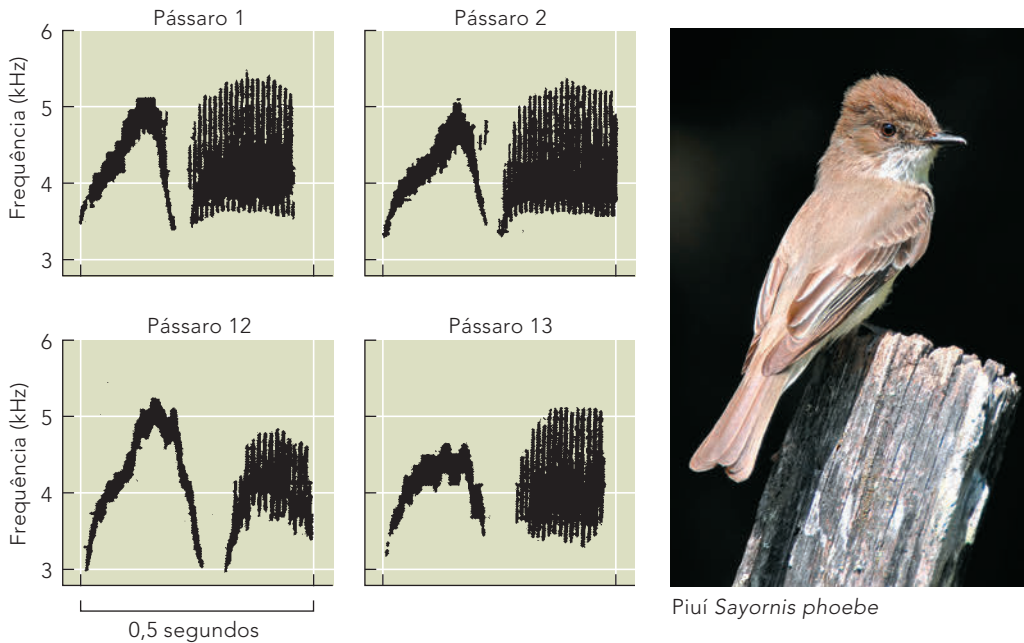 Pássaro 1
Pássaro 2
Frequência (kHz)
6
5
4
3
Pássaro 12
Pássaro 13
Frequência (kHz)
6
5
4
3
0,5 segundos
Piuí Sayornis phoebe